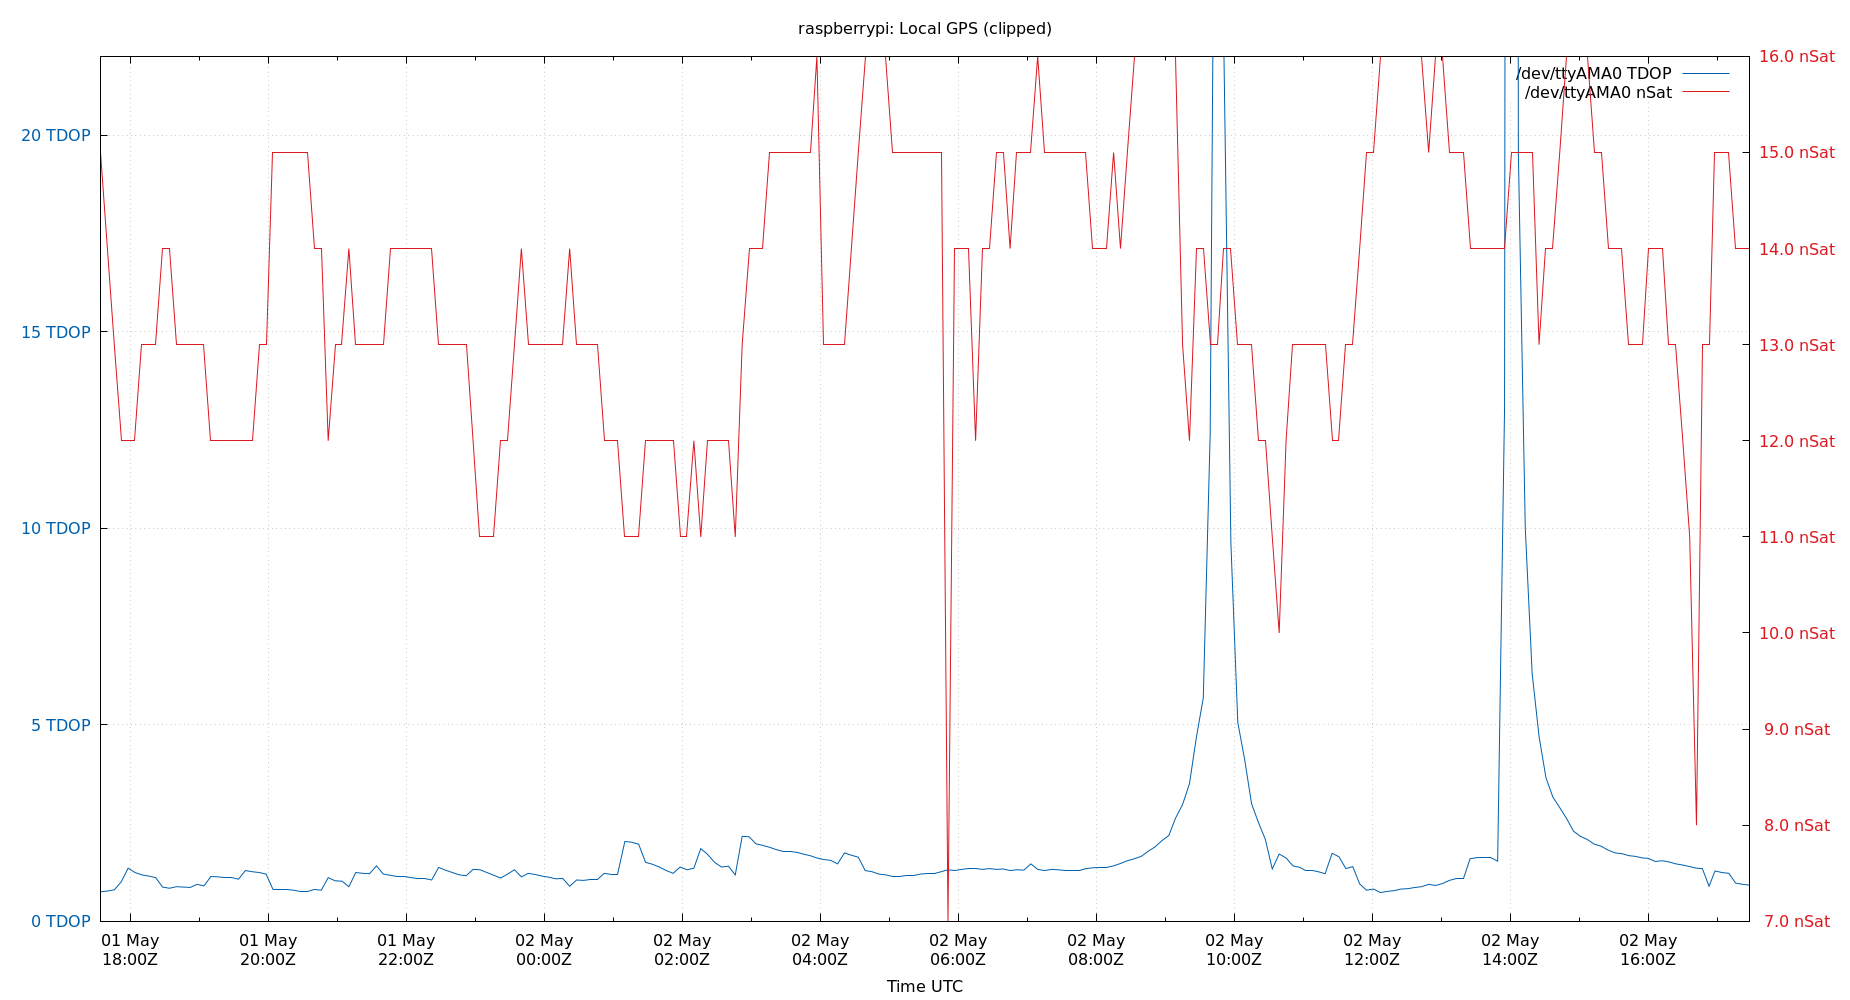 raspberrypi: Local GPS (clipped)
/dev/ttyAMA0 TDOP
/dev/ttyAMA0 nSat
20 TDOP
15 TDOP
10 TDOP
5 TDOP
0 TDOP
16.0 nSat
15.0 nSat
14.0 nSat
13.0 nSat
12.0 nSat
11.0 nSat
10.0 nSat
9.0 nSat
8.0 nSat
7.0 nSat
01 May 01 May 01 May 02 May 02 May 02 May 02 May 02 May 02 May 02 May 02 May 02 May
18:00Z 20:00Z 22:00Z 00:00Z 02:00Z 04:00Z 06:00Z 08:00Z 10:00Z 12:00Z 14:00Z 16:00Z
Time UTC